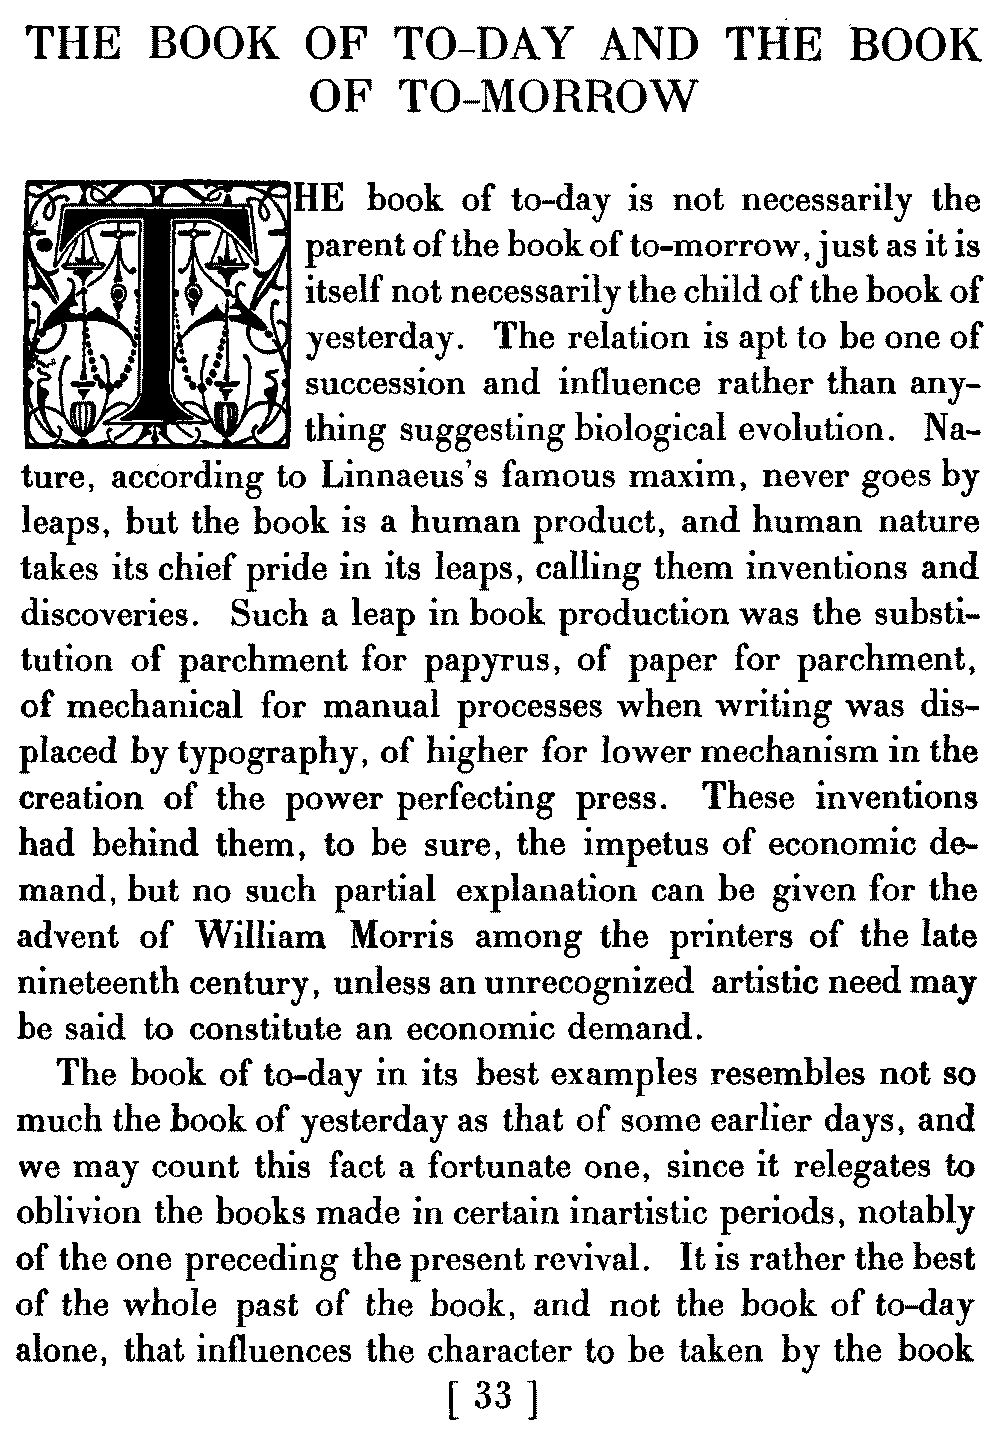 THE BOOK OF TO-DAY AND THE BOOK
OF TO-MORROW
THE book of to-day is not necessarily the
parent of the book of to-morrow, just as it is
itself not necessarily the child of the book of
yesterday. The relation is apt to be one of
succession and influence rather than any-
thing suggesting biological evolution. Na-
ture, according to Linnaeus's famous maxim, never goes by
leaps, but the book is a human product, and human nature
takes its chief pride in its leaps, calling them inventions and
discoveries. Such a leap in book production was the substi-
tution of parchment for papyrus, of paper for parchment,
of mechanical for manual processes when writing was dis-
placed by typography, of higher for lower mechanism in the
creation of the power perfecting press. These inventions
had behind them, to be sure, the impetus of economic de-
mand, but no such partial explanation can be given for the
advent of William Morris among the printers of the late
nineteenth century, unless an unrecognized artistic need may
be said to constitute an economic demand.
The book of to-day in its best examples resembles not so
much the book of yesterday as that of some earlier days, and
we may count this fact a fortunate one, since it relegates to
oblivion the books made in certain inartistic periods, notably
of the one preceding the present revival. It is rather the best
of the whole past of the book, and not the book of to-day
alone, that influences the character to be taken by the book
[ 33 ]